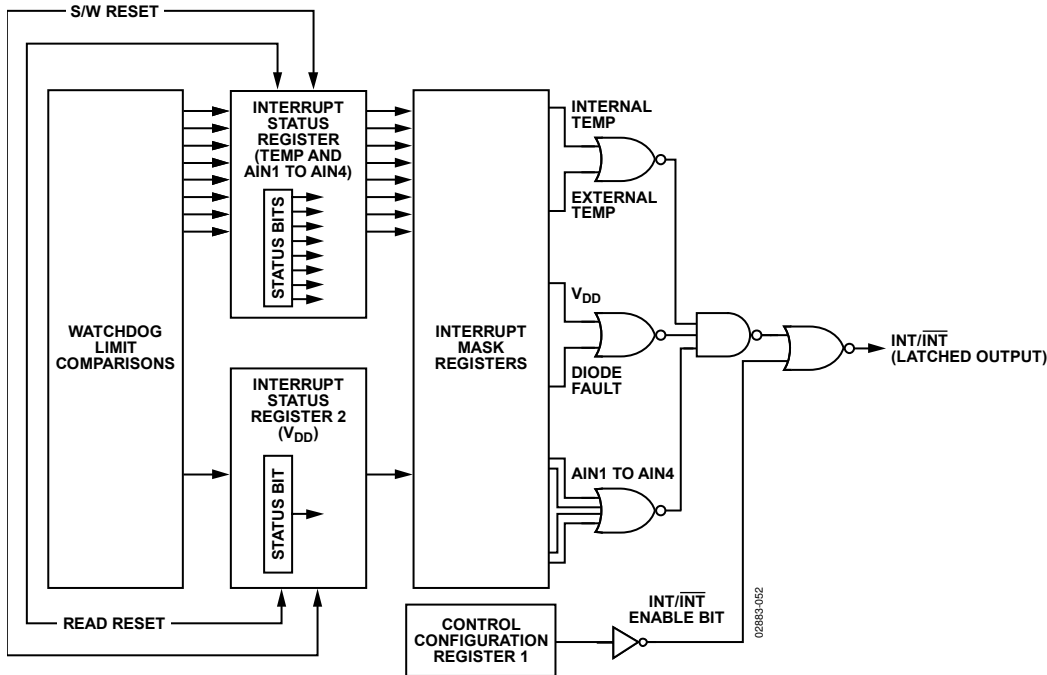 S/W RESET
INTERRUPT
STATUS
REGISTER
(TEMP AND
AIN1 TO AIN4)
STATUS BITS
WATCHDOG
LIMIT
COMPARISONS
INTERRUPT
STATUS
REGISTER 2
(VDD)
STATUS BIT
READ RESET
INTERRUPT
MASK
REGISTERS
INTERNAL
TEMP
EXTERNAL
TEMP
VDD
DIODE
FAULT
AIN1 TO AIN4
INT/I̅N̅T̅
(LATCHED OUTPUT)
CONTROL
CONFIGURATION
REGISTER 1
INT/I̅N̅T̅
ENABLE BIT
02883-052